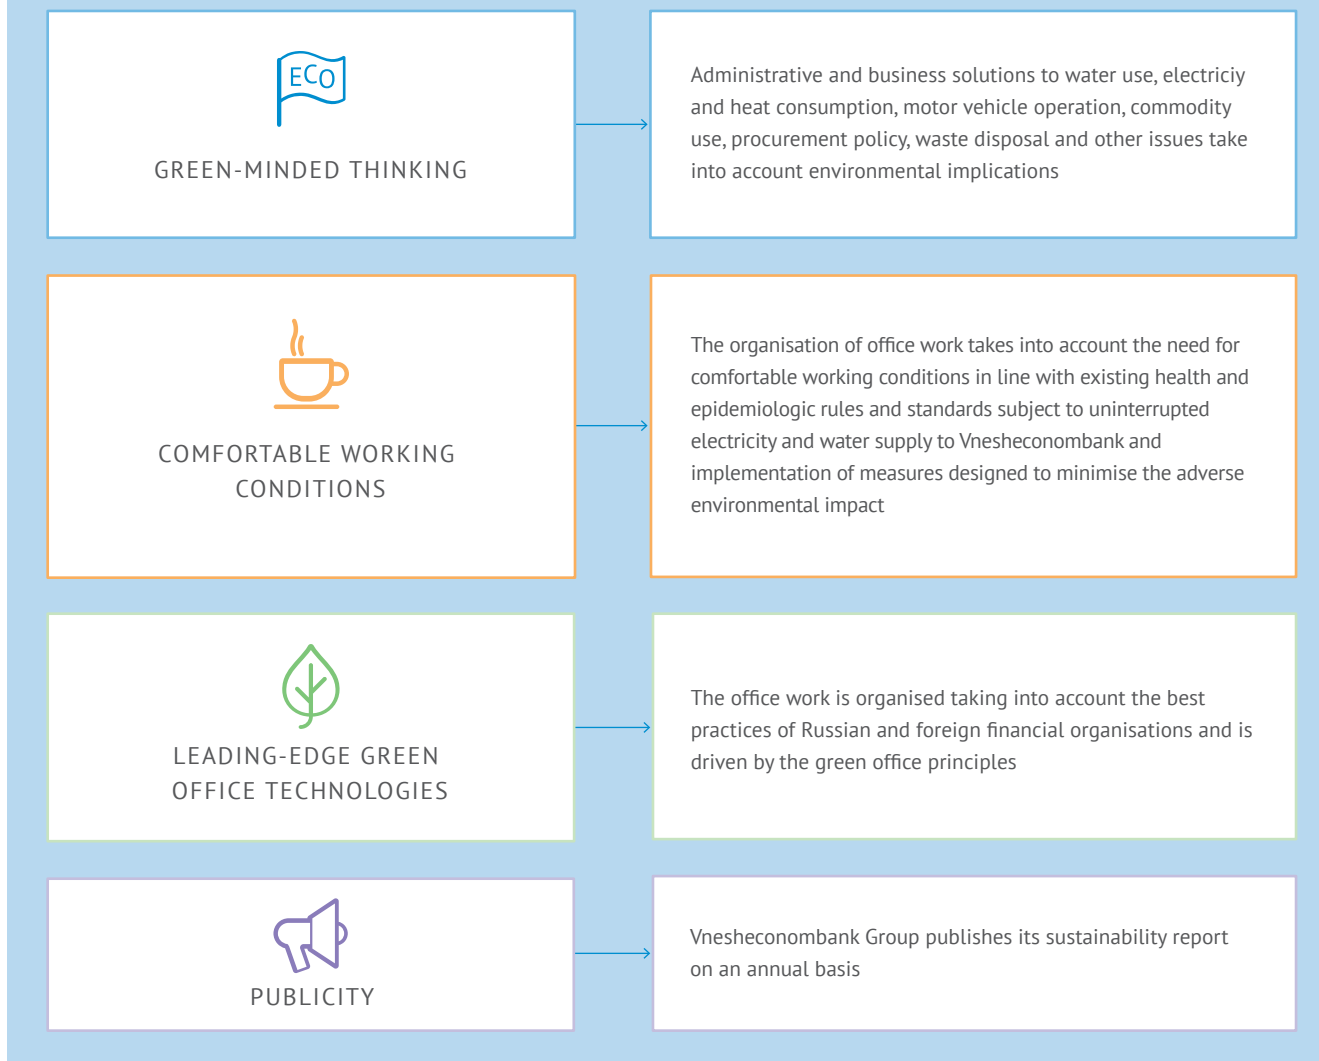 ECO
GREEN-MINDED THINKING
Administrative and business solutions to water use, electriciy
and heat consumption, motor vehicle operation, commodity
use, procurement policy, waste disposal and other issues take
into account environmental implications
COMFORTABLE WORKING
CONDITIONS
The organisation of office work takes into account the need for
comfortable working conditions in line with existing health and
epidemiologic rules and standards subject to uninterrupted
electricity and water supply to Vnesheconombank and
implementation of measures designed to minimise the adverse
environmental impact
LEADING-EDGE GREEN
OFFICE TECHNOLOGIES
The office work is organised taking into account the best
practices of Russian and foreign financial organisations and is
driven by the green office principles
PUBLICITY
Vnesheconombank Group publishes its sustainability report
on an annual basis